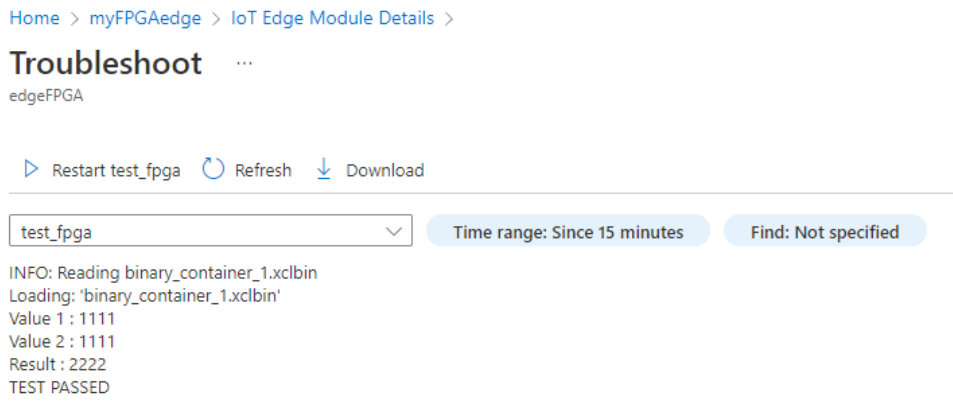 Home > myFPGAedge > IoT Edge Module Details >
Troubleshoot ...
edgeFPGA
Restart test_fpga Refresh Download
test_fpga Time range: Since 15 minutes Find: Not specified
INFO: Reading binary_container_1.xclbin
Loading: 'binary_container_1.xclbin'
Value 1 : 1111
Value 2 : 1111
Result : 2222
TEST PASSED